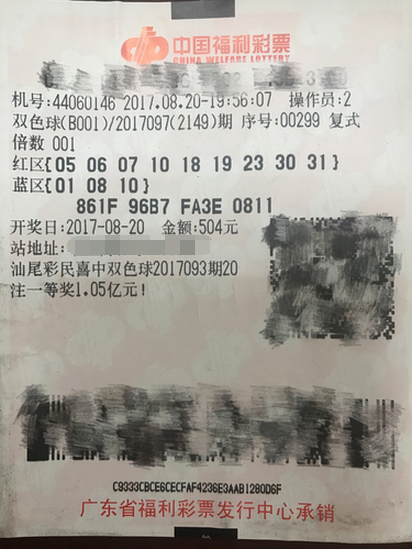 中国福利彩票
CHINA WELFARE LOTTERY
机号:44060146 2017.08.20-19:56:07 操作员:2
双色球(B001)/2017097(2149)期 序号:00299 复式
倍数 001
红区{05 06 07 10 18 19 23 30 31}
蓝区{01 08 10}
861F 96B7 FA3E 0811
开奖日:2017-08-20 金额:504元
站地址:
汕尾彩民喜中双色球2017093期20
注一等奖1.05亿元!
C9333CBCE6CECFAF4236E3AAB1280D6F
广东省福利彩票发行中心承销